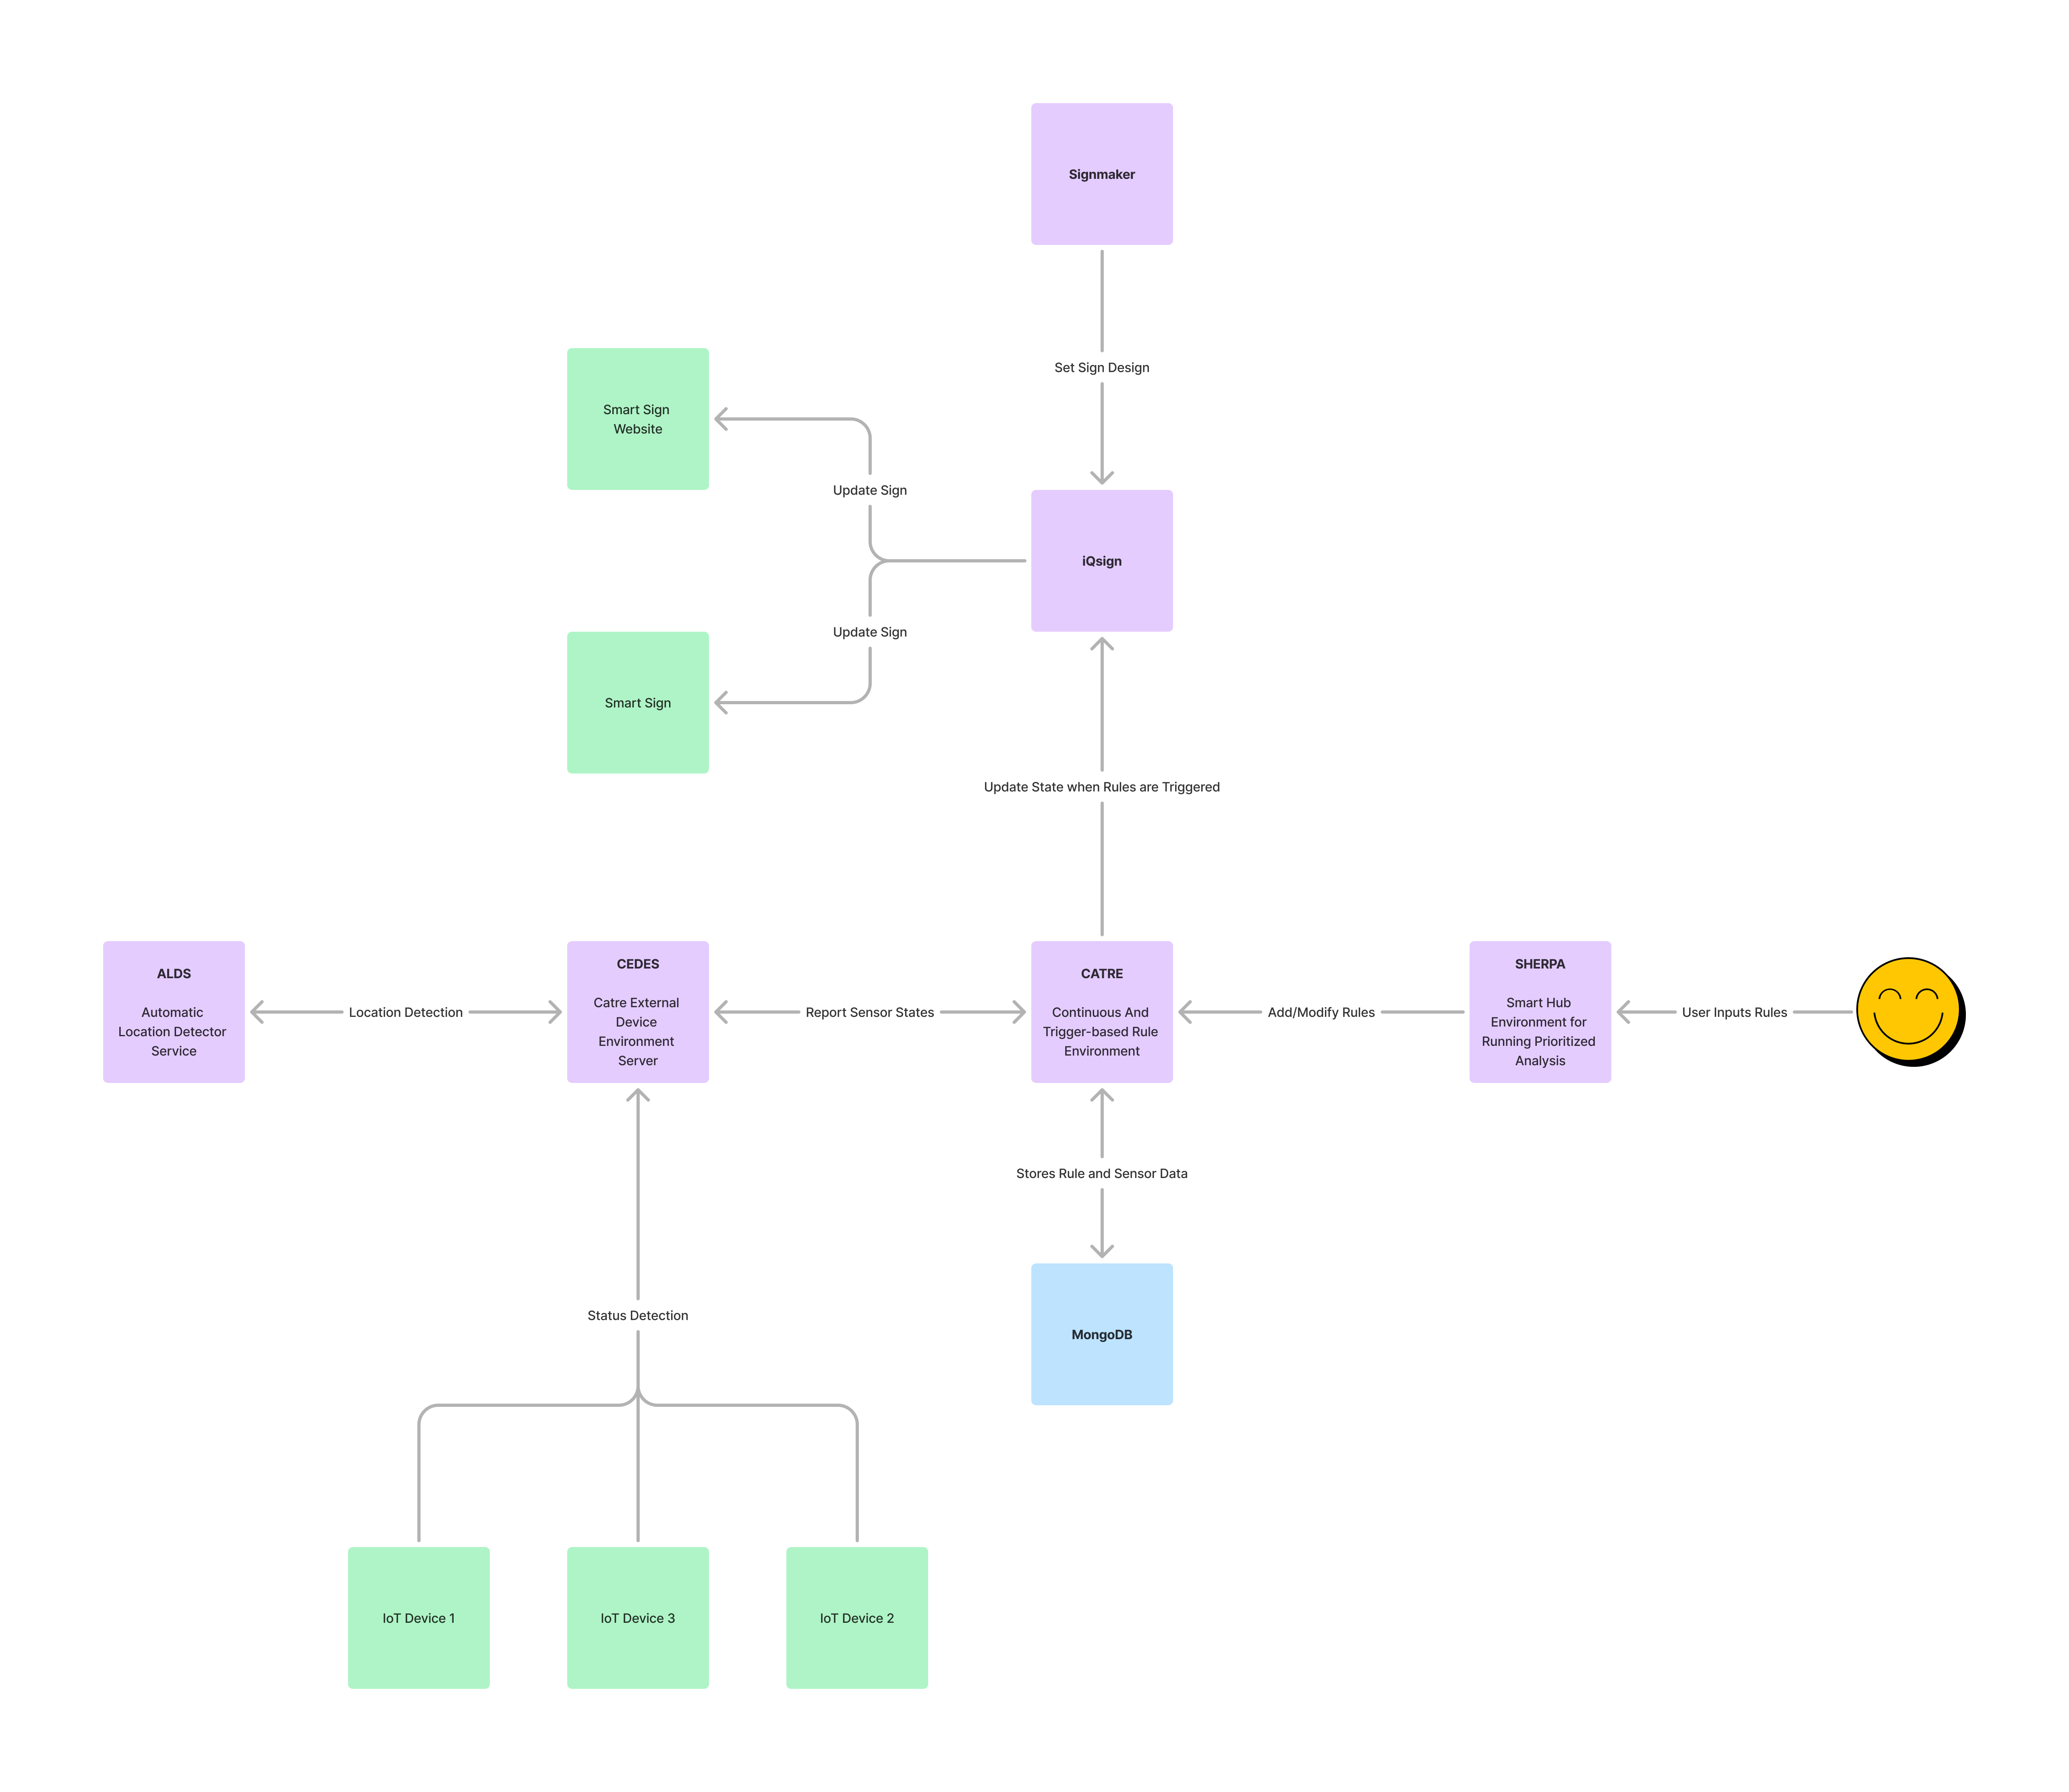 Signmaker
Set Sign Design
Smart Sign
Website
Update Sign
iQsign
Update Sign
Smart Sign
Update State when Rules are Triggered
ALDS
Automatic
Location Detector
Service
Location Detection
CEDES
Catre External
Device
Environment
Server
Report Sensor States
CATRE
Continuous And
Trigger-based Rule
Environment
Add/Modify Rules
SHERPA
Smart Hub
Environment for
Running Prioritized
Analysis
User Inputs Rules
Stores Rule and Sensor Data
Status Detection
MongoDB
IoT Device 1
IoT Device 3
IoT Device 2